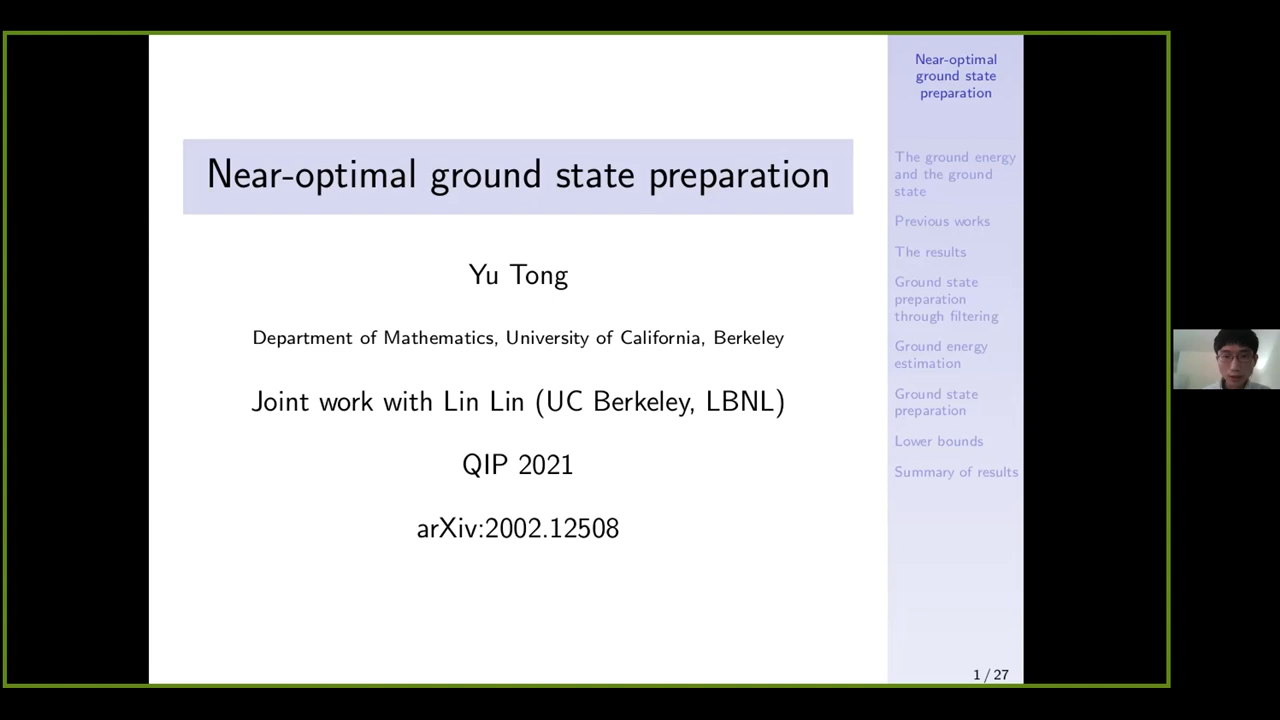 Near-optimal ground state preparation
Yu Tong
Department of Mathematics, University of California, Berkeley
Joint work with Lin Lin (UC Berkeley, LBNL)
QIP 2021
arXiv:2002.12508
Near-optimal
ground state
preparation
The ground energy
and the ground
state
Previous works
The results
Ground state
preparation
through filtering
Ground energy
estimation
Ground state
preparation
Lower bounds
Summary of results
1 / 27